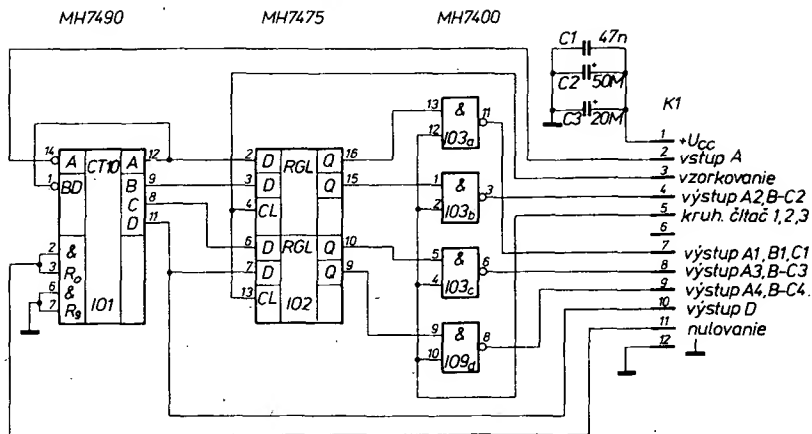 MH7490 MH7475 MH7400
C1 47n
C2 + 50M
C3 + 20M
K1
14 A CT10 A 12
1 BD B 9
C 8
D 11
2 &
3 R0
6 &
7 R9
IO1
2 D RGL Q 16
3 D Q 15
4 CL
6 D RGL Q 10
7 D Q 9
13 CL IO2
13 & 11
12 IO3a
1 & 3
2 IO3b
5 & 6
4 IO3c
9 & 8
10 IO9d
1 +Ucc
2 vstup A
3 vzorkovanie
4 výstup A2,B-C2
5 kruh. čítač 1,2,3
6
7 výstup A1,B1,C1
8 výstup A3,B-C3
9 výstup A4,B-C4
10 výstup D
11 nulovanie
12